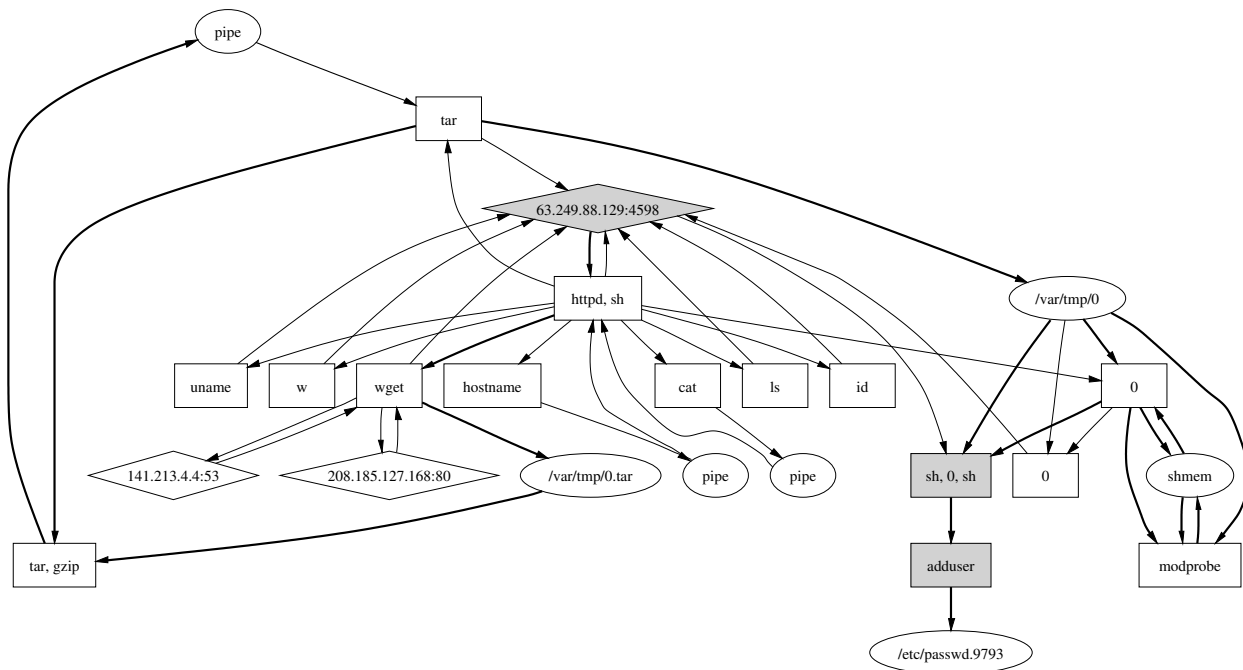 pipe
tar
63.249.88.129:4598
httpd, sh
/var/tmp/0
uname
w
wget
hostname
cat
ls
id
0
141.213.4.4:53
208.185.127.168:80
/var/tmp/0.tar
pipe
pipe
sh, 0, sh
0
shmem
tar, gzip
adduser
modprobe
/etc/passwd.9793